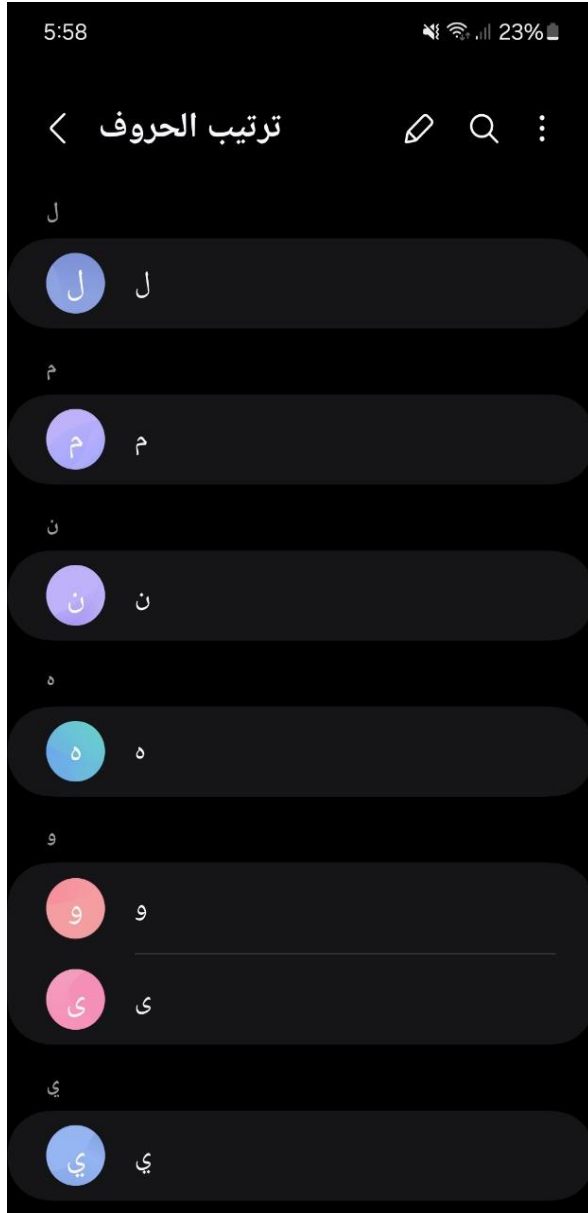 5:58 23%
ترتيب الحروف
ل
ل ل
م
م م
ن
ن ن
ه
ه ه
و
و و
ى ى
ي
ي ي